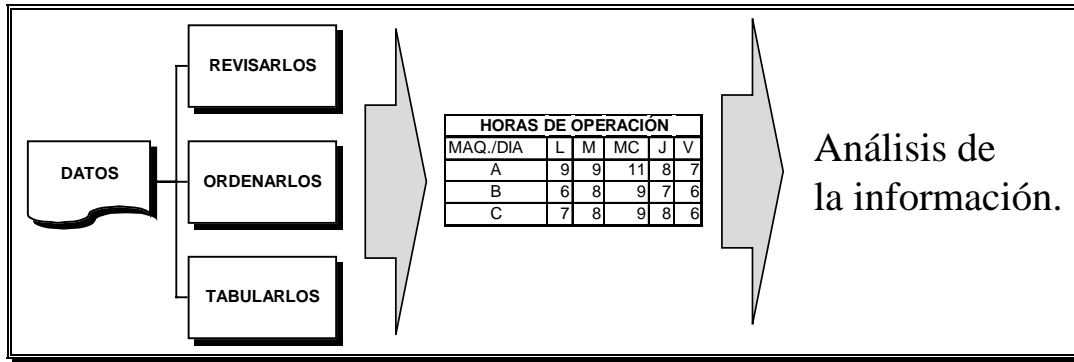 DATOS
REVISARLOS
ORDENARLOS
TABULARLOS
HORAS DE OPERACIÓN
MAQ./DIA L M MC J V
A 9 9 11 8 7
B 6 8 9 7 6
C 7 8 9 8 6
Análisis de
la información.